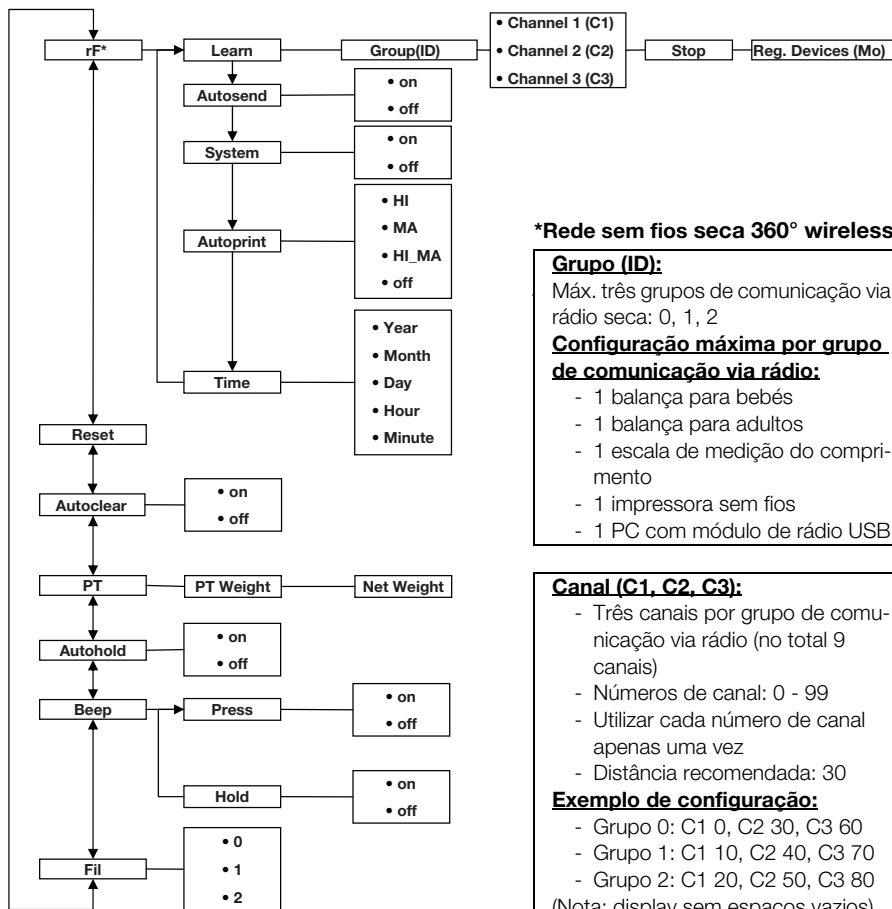 rF*
Learn
Group(ID)
• Channel 1 (C1)
• Channel 2 (C2)
• Channel 3 (C3)
Stop
Reg. Devices (Mo)
Autosend
• on
• off
System
• on
• off
Autoprint
• HI
• MA
• HI_MA
• off
Time
• Year
• Month
• Day
• Hour
• Minute
Reset
Autoclear
• on
• off
PT
PT Weight
Net Weight
Autohold
• on
• off
Beep
Press
• on
• off
Hold
• on
• off
Fil
• 0
• 1
• 2
*Rede sem fios seca 360° wireless
Grupo (ID):
Máx. três grupos de comunicação via
rádio seca: 0, 1, 2
Configuração máxima por grupo
de comunicação via rádio:
- 1 balança para bebés
- 1 balança para adultos
- 1 escala de medição do compri-
mento
- 1 impressora sem fios
- 1 PC com módulo de rádio USB
Canal (C1, C2, C3):
- Três canais por grupo de comu-
nicação via rádio (no total 9
canais)
- Números de canal: 0 - 99
- Utilizar cada número de canal
apenas uma vez
- Distância recomendada: 30
Exemplo de configuração:
- Grupo 0: C1 0, C2 30, C3 60
- Grupo 1: C1 10, C2 40, C3 70
- Grupo 2: C1 20, C2 50, C3 80
(Nota: display sem espaços vazios)